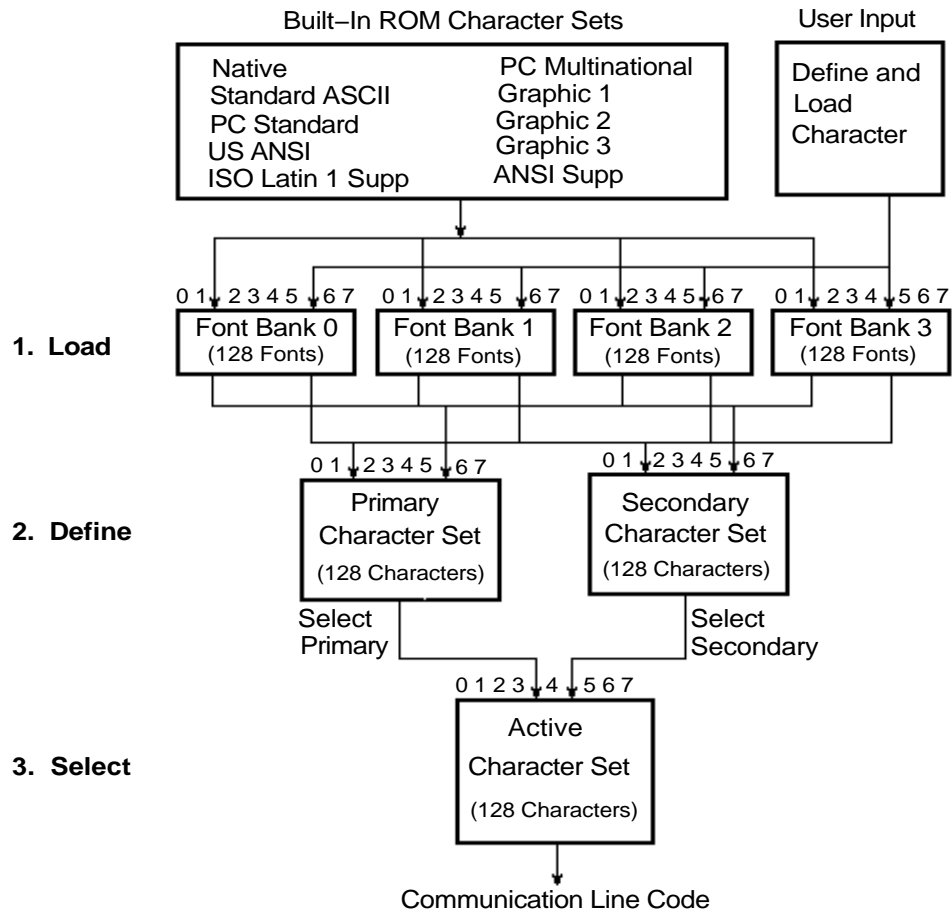 Built–In ROM Character Sets
User Input
Native
Standard ASCII
PC Standard
US ANSI
ISO Latin 1 Supp
PC Multinational
Graphic 1
Graphic 2
Graphic 3
ANSI Supp
Define and
Load
Character
0 1 2 3 4 5 6 7
0 1 2 3 4 5 6 7
0 1 2 3 4 5 6 7
0 1 2 3 4 5 6 7
1. Load
Font Bank 0
(128 Fonts)
Font Bank 1
(128 Fonts)
Font Bank 2
(128 Fonts)
Font Bank 3
(128 Fonts)
0 1 2 3 4 5 6 7
0 1 2 3 4 5 6 7
2. Define
Primary
Character Set
(128 Characters)
Secondary
Character Set
(128 Characters)
Select
Primary
Select
Secondary
0 1 2 3 4 5 6 7
3. Select
Active
Character Set
(128 Characters)
Communication Line Code